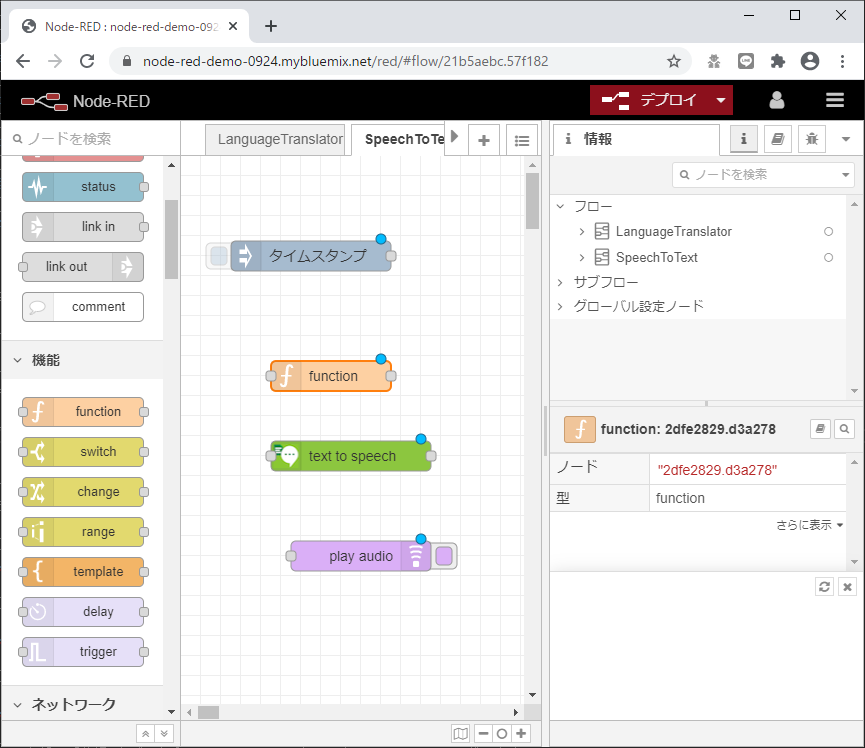 Node-RED : node-red-demo-092
node-red-demo-0924.mybluemix.net/red/#flow/21b5aebc.57f182
Node-RED
デプロイ
ノードを検索
LanguageTranslator
SpeechToTe
情報
status
link in
link out
comment
機能
function
switch
change
range
template
delay
trigger
ネットワーク
タイムスタンプ
function
text to speech
play audio
ノードを検索
フロー
LanguageTranslator
SpeechToText
サブフロー
グローバル設定ノード
function: 2dfe2829.d3a278
ノード "2dfe2829.d3a278"
型 function
さらに表示